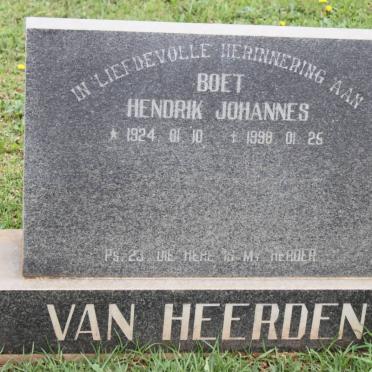 IN LIEFDEVOLLE HERINNERING AAN
BOET
HENDRIK JOHANNES
* 1924 01 10 + 1998 01 25
PS. 23 DIE HERE IS MY HERDER
VAN HEERDEN